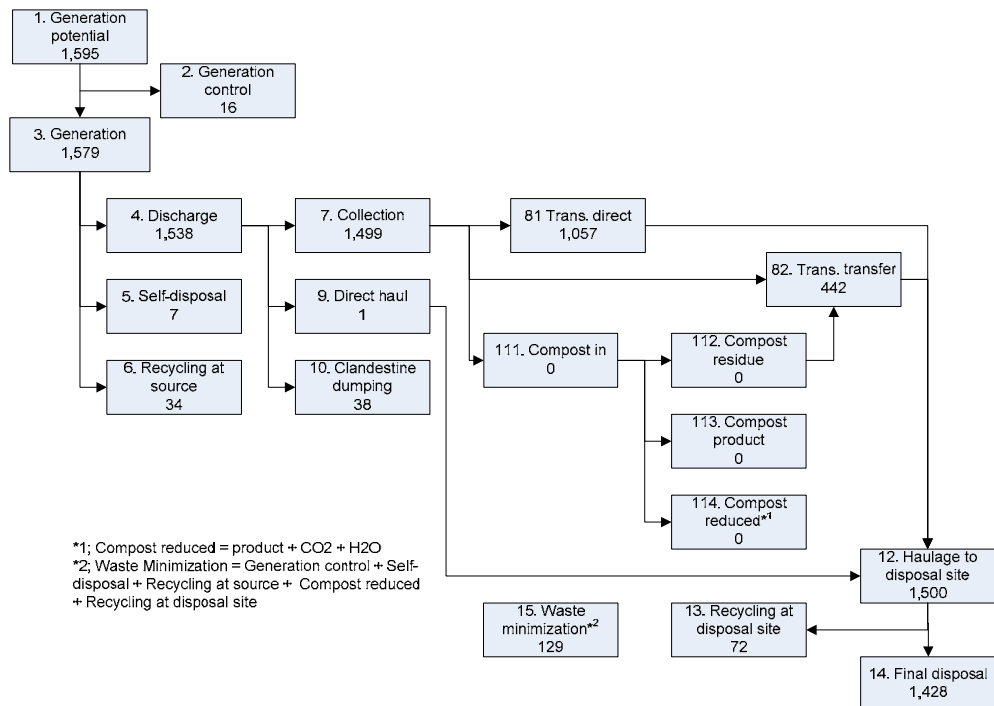 1. Generation
potential
1,595
2. Generation
control
16
3. Generation
1,579
4. Discharge
1,538
7. Collection
1,499
81 Trans. direct
1,057
82. Trans. transfer
442
5. Self-disposal
7
9. Direct haul
1
111. Compost in
0
112. Compost
residue
0
6. Recycling at
source
34
10. Clandestine
dumping
38
113. Compost
product
0
114. Compost
reduced*1
0
*1; Compost reduced = product + CO2 + H2O
*2; Waste Minimization = Generation control + Self-
disposal + Recycling at source + Compost reduced
+ Recycling at disposal site
12. Haulage to
disposal site
1,500
15. Waste
minimization*2
129
13. Recycling at
disposal site
72
14. Final disposal
1,428